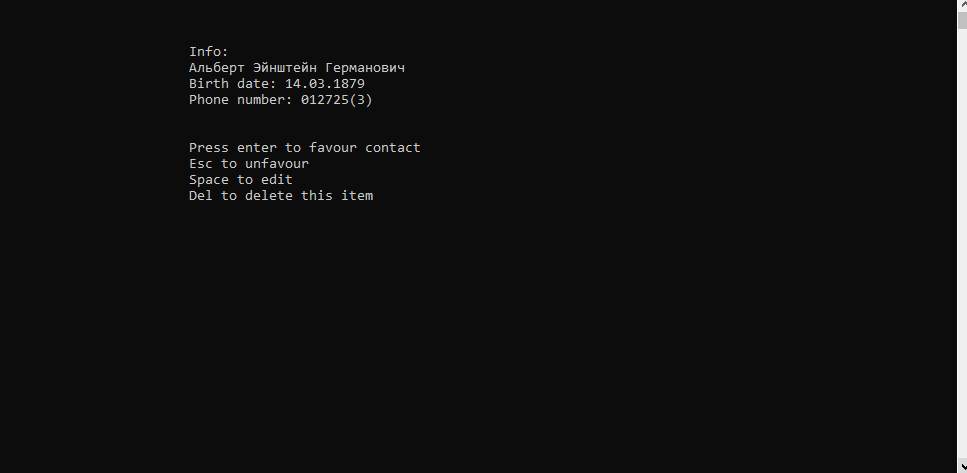 Info:
Альберт Эйнштейн Германович
Birth date: 14.03.1879
Phone number: 012725(3)
Press enter to favour contact
Esc to unfavour
Space to edit
Del to delete this item